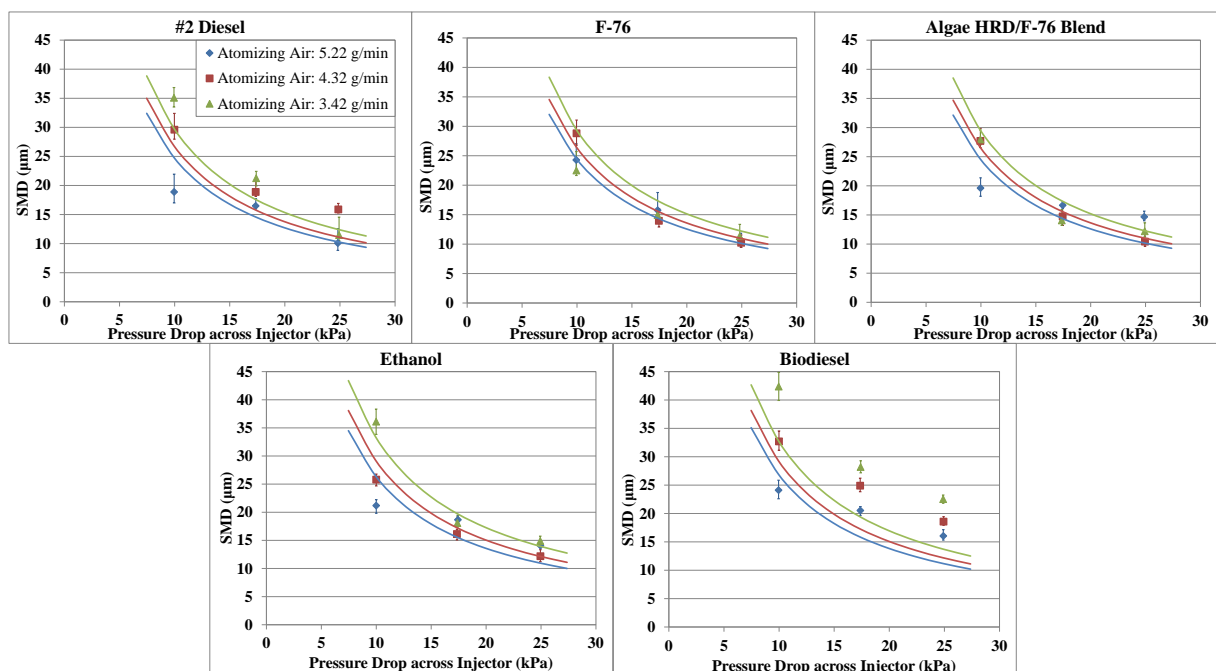 #2 Diesel
45
40
35
30
25
20
15
10
5
0
SMD (µm)
Atomizing Air: 5.22 g/min
Atomizing Air: 4.32 g/min
Atomizing Air: 3.42 g/min
0 5 10 15 20 25 30
Pressure Drop across Injector (kPa)
F-76
45
40
35
30
25
20
15
10
5
0
SMD (µm)
0 5 10 15 20 25 30
Pressure Drop across Injector (kPa)
Algae HRD/F-76 Blend
45
40
35
30
25
20
15
10
5
0
SMD (µm)
0 5 10 15 20 25 30
Pressure Drop across Injector (kPa)
Ethanol
45
40
35
30
25
20
15
10
5
0
SMD (µm)
0 5 10 15 20 25 30
Pressure Drop across Injector (kPa)
Biodiesel
45
40
35
30
25
20
15
10
5
0
SMD (µm)
0 5 10 15 20 25 30
Pressure Drop across Injector (kPa)